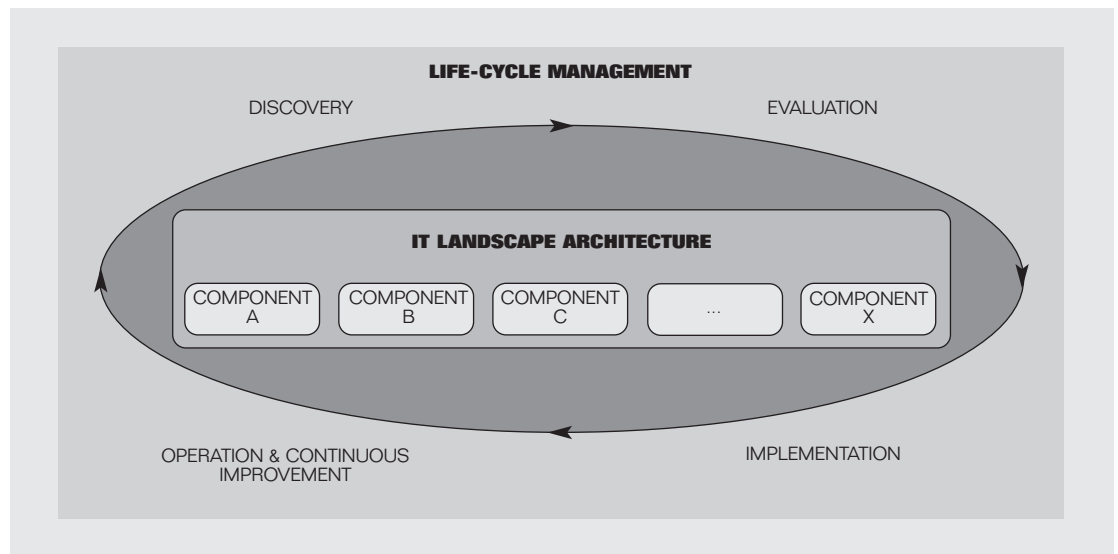 LIFE-CYCLE MANAGEMENT
DISCOVERY
EVALUATION
IT LANDSCAPE ARCHITECTURE
COMPONENT
A
COMPONENT
B
COMPONENT
C
...
COMPONENT
X
OPERATION & CONTINUOUS
IMPROVEMENT
IMPLEMENTATION